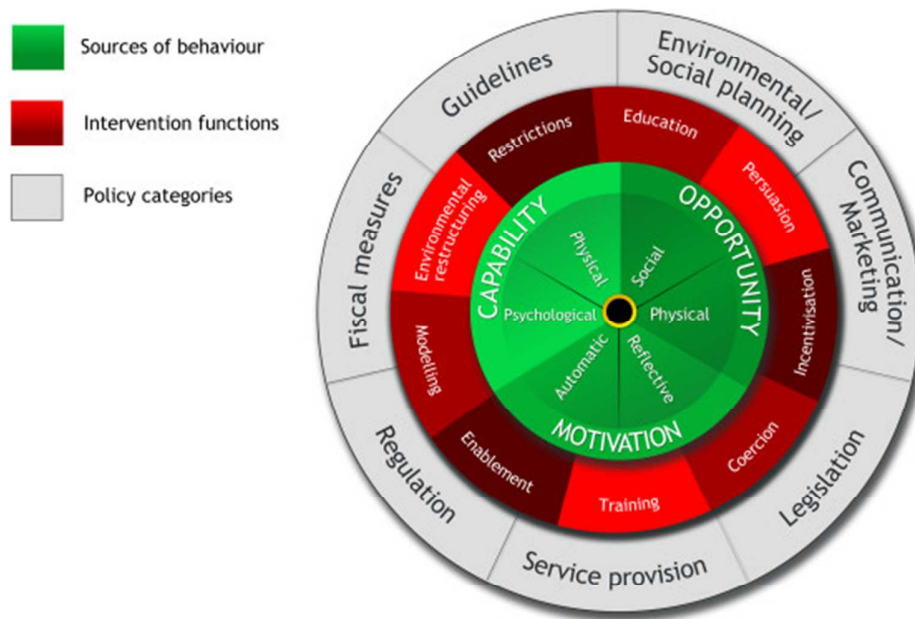 Sources of behaviour
Intervention functions
Policy categories
Guidelines
Environmental/
Social planning
Communication/
Marketing
Legislation
Service provision
Regulation
Fiscal measures
Restrictions
Education
Persuasion
Incentivisation
Coercion
Training
Enablement
Modelling
Environmental
restructuring
CAPABILITY
OPPORTUNITY
MOTIVATION
Physical
Social
Psychological
Physical
Automatic
Reflective